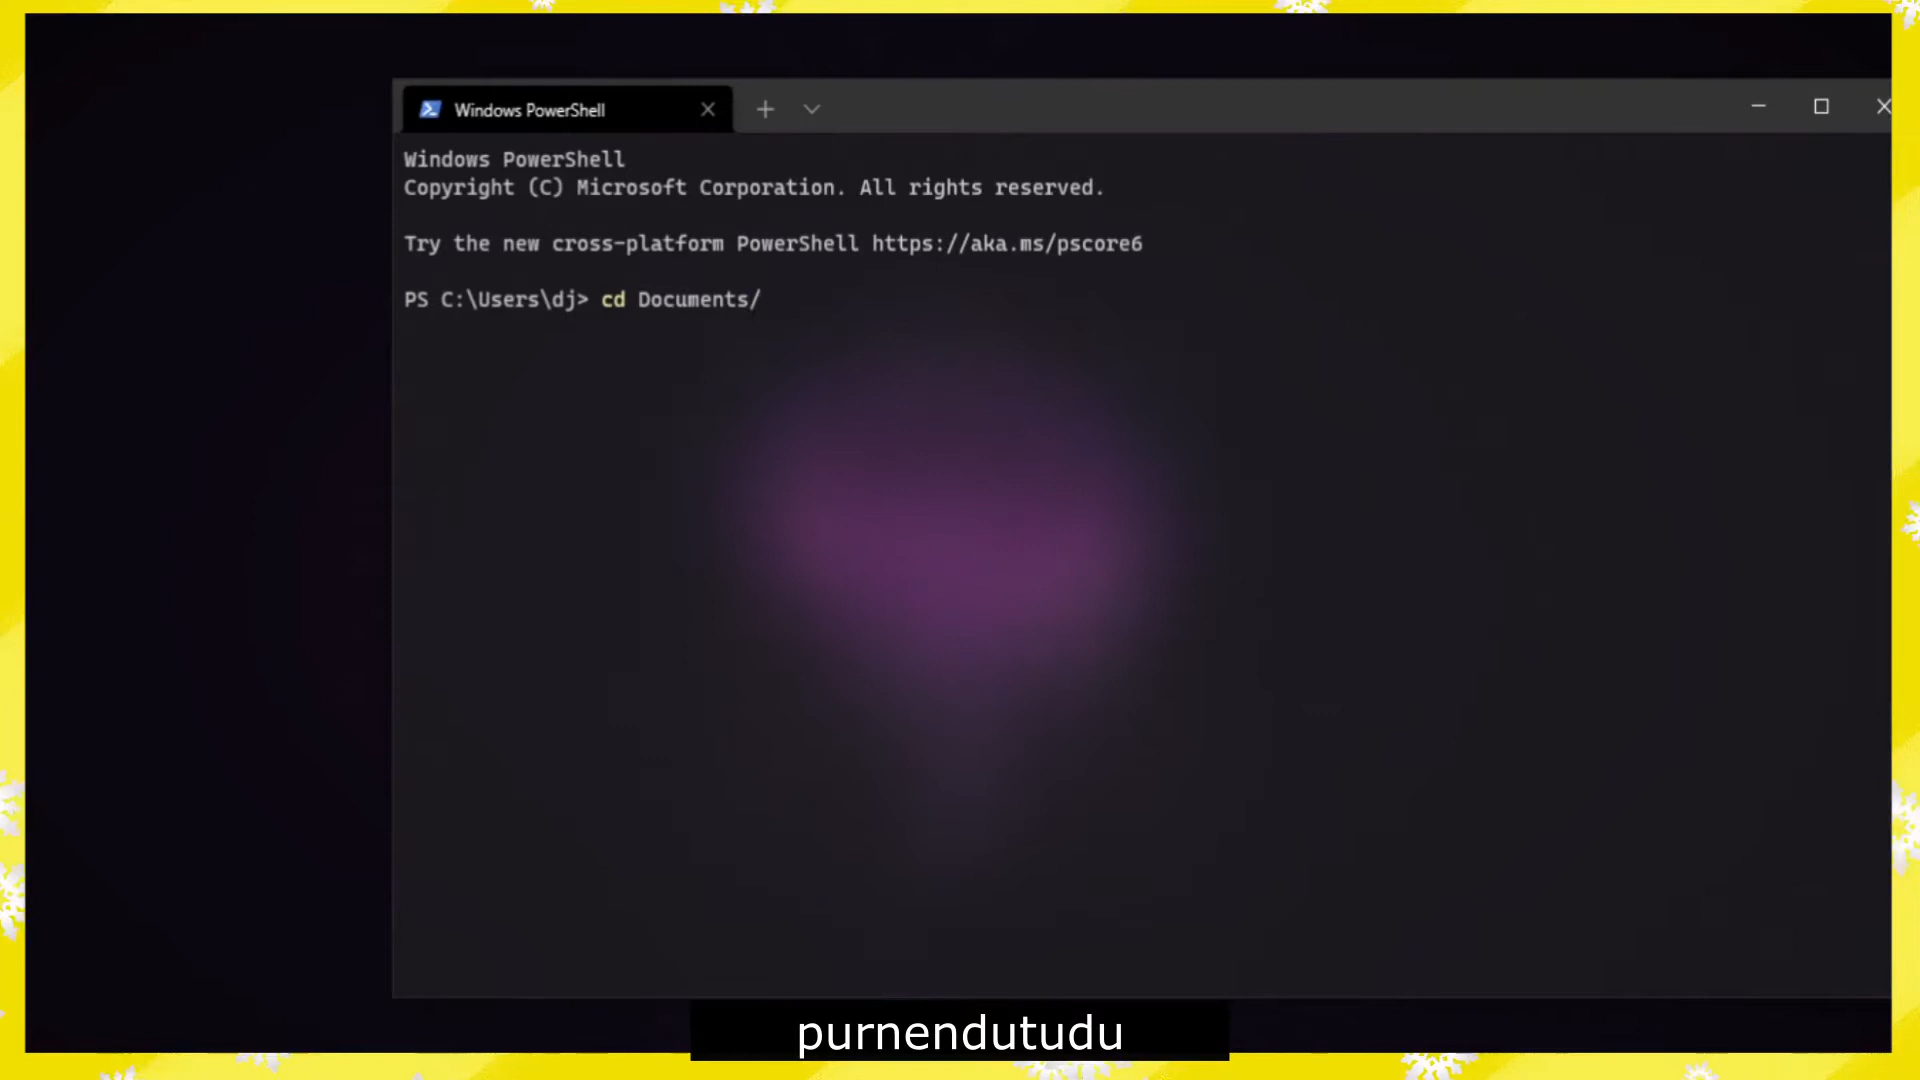 Windows PowerShell
Windows PowerShell
Copyright (C) Microsoft Corporation. All rights reserved.
Try the new cross-platform PowerShell https://aka.ms/pscore6
PS C:\Users\dj> cd Documents/
purnendutudu